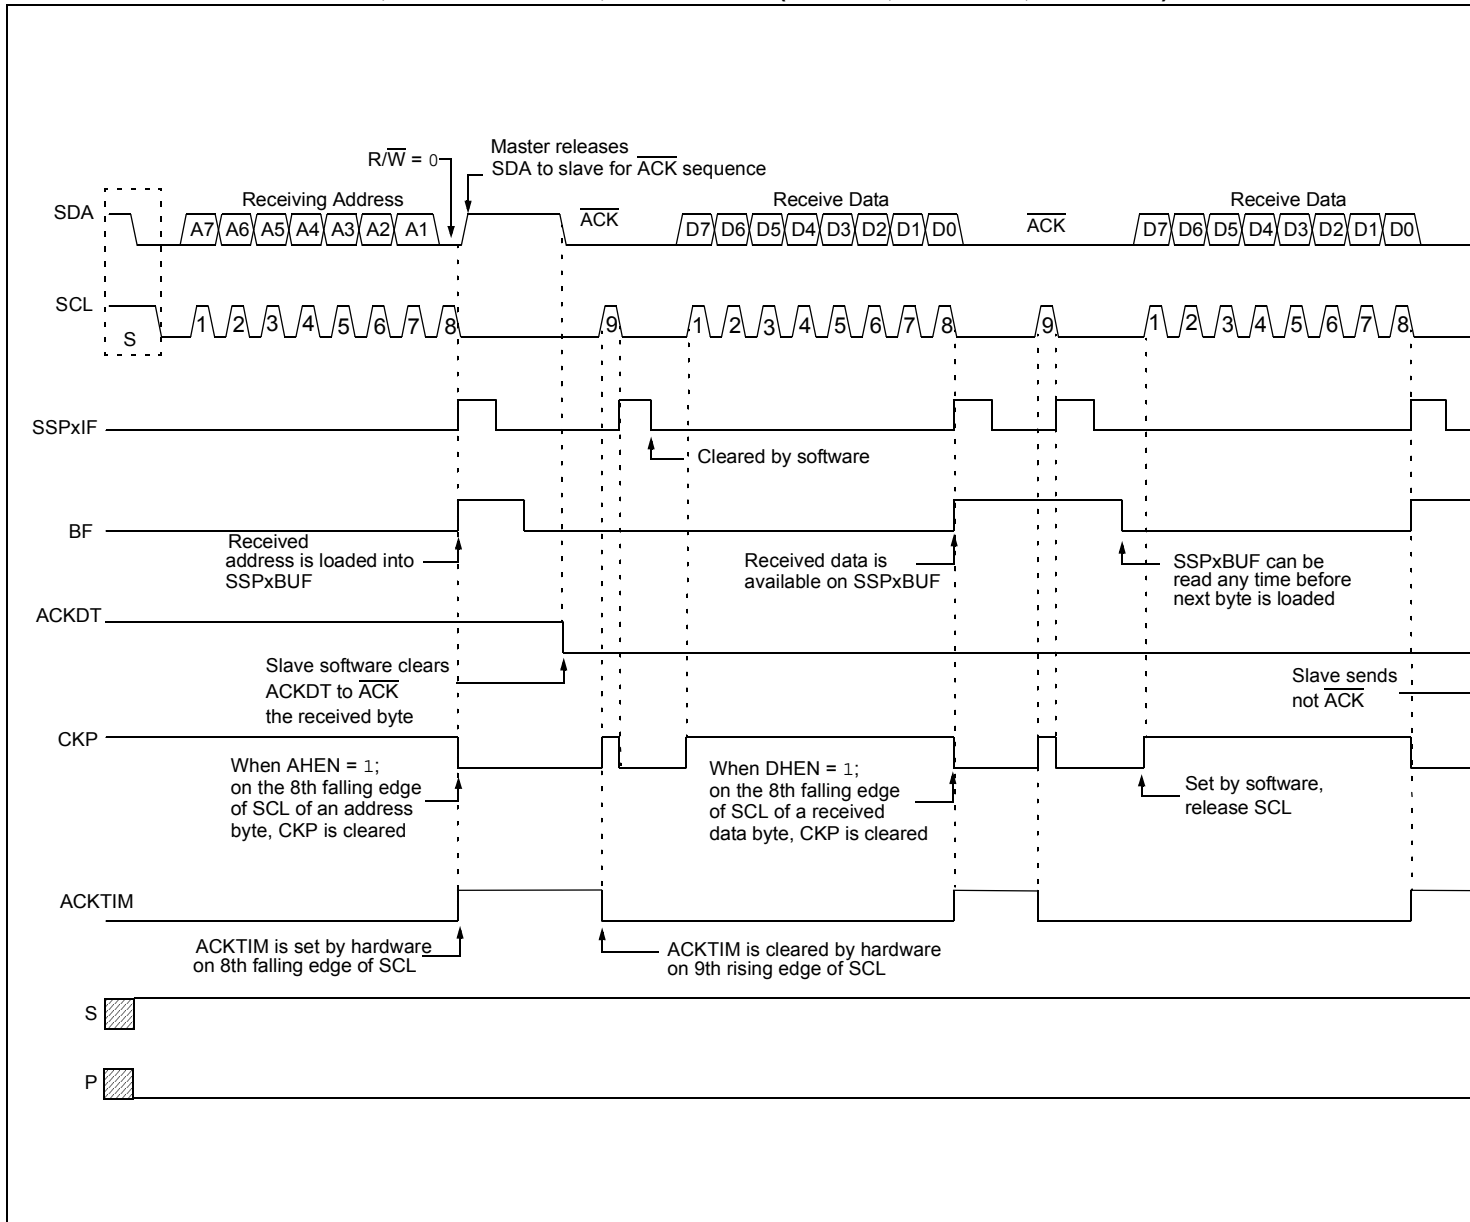 R/W̅ = 0
Master releases
SDA to slave for A̅C̅K̅ sequence
SDA
Receiving Address
A7 A6 A5 A4 A3 A2 A1
A̅C̅K̅
Receive Data
D7 D6 D5 D4 D3 D2 D1 D0
A̅C̅K̅
Receive Data
D7 D6 D5 D4 D3 D2 D1 D0
SCL
S
1 2 3 4 5 6 7 8 9 1 2 3 4 5 6 7 8 9 1 2 3 4 5 6 7 8
SSPxIF
Cleared by software
BF
Received
address is loaded into
SSPxBUF
Received data is
available on SSPxBUF
SSPxBUF can be
read any time before
next byte is loaded
ACKDT
Slave software clears
ACKDT to A̅C̅K̅
the received byte
Slave sends
not A̅C̅K̅
CKP
When AHEN = 1;
on the 8th falling edge
of SCL of an address
byte, CKP is cleared
When DHEN = 1;
on the 8th falling edge
of SCL of a received
data byte, CKP is cleared
Set by software,
release SCL
ACKTIM
ACKTIM is set by hardware
on 8th falling edge of SCL
ACKTIM is cleared by hardware
on 9th rising edge of SCL
S
P